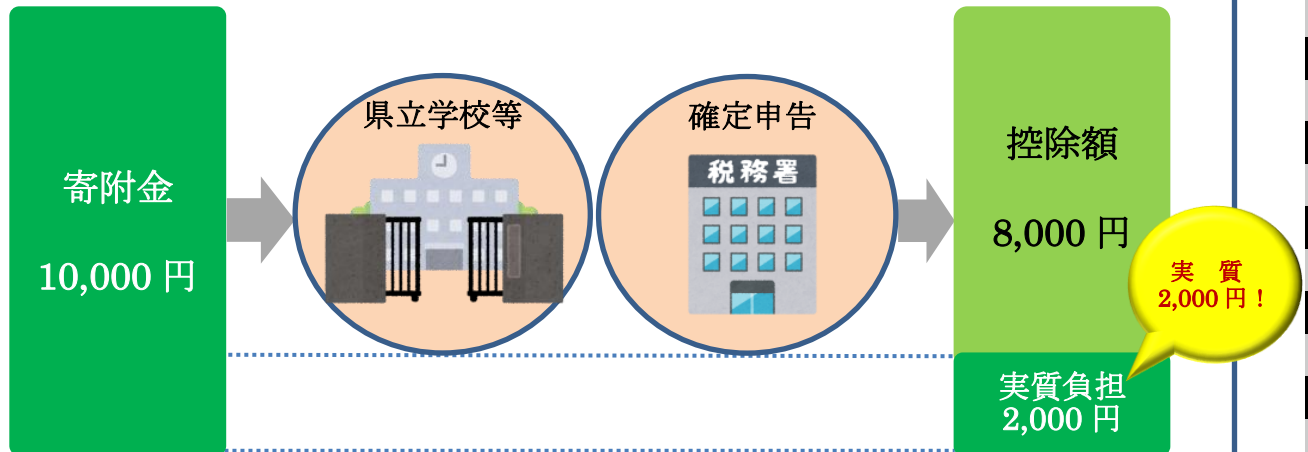 寄附金
10,000 円
県立学校等
確定申告
税務署
控除額
8,000 円
実　質
2,000 円！
実質負担
2,000 円